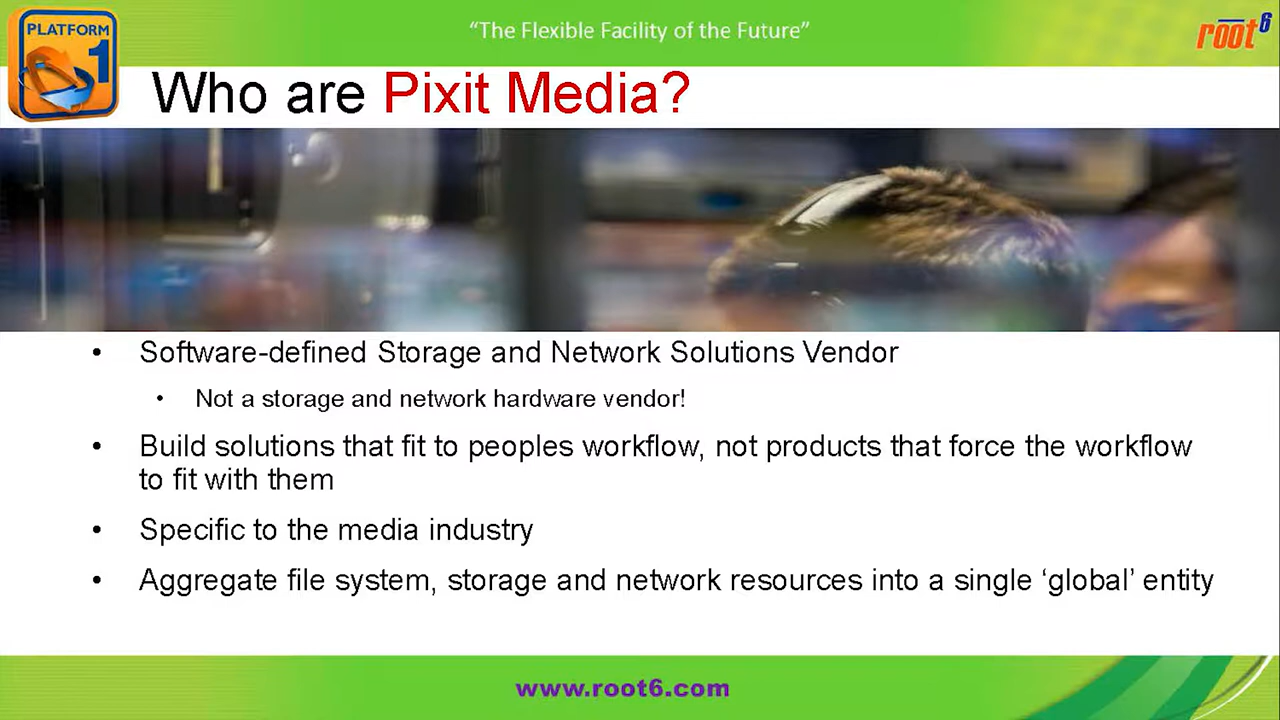 “The Flexible Facility of the Future”
root6
PLATFORM
1
Who are Pixit Media?
• Software-defined Storage and Network Solutions Vendor
• Not a storage and network hardware vendor!
• Build solutions that fit to peoples workflow, not products that force the workflow
to fit with them
• Specific to the media industry
• Aggregate file system, storage and network resources into a single ‘global’ entity
www.root6.com